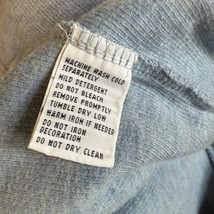 MACHINE WASH COLD
SEPARATELY
MILD DETERGENT
DO NOT BLEACH
REMOVE PROMPTLY
TUMBLE DRY LOW
WARM IRON IF NEEDED
DO NOT IRON
DECORATION
DO NOT DRY CLEAN